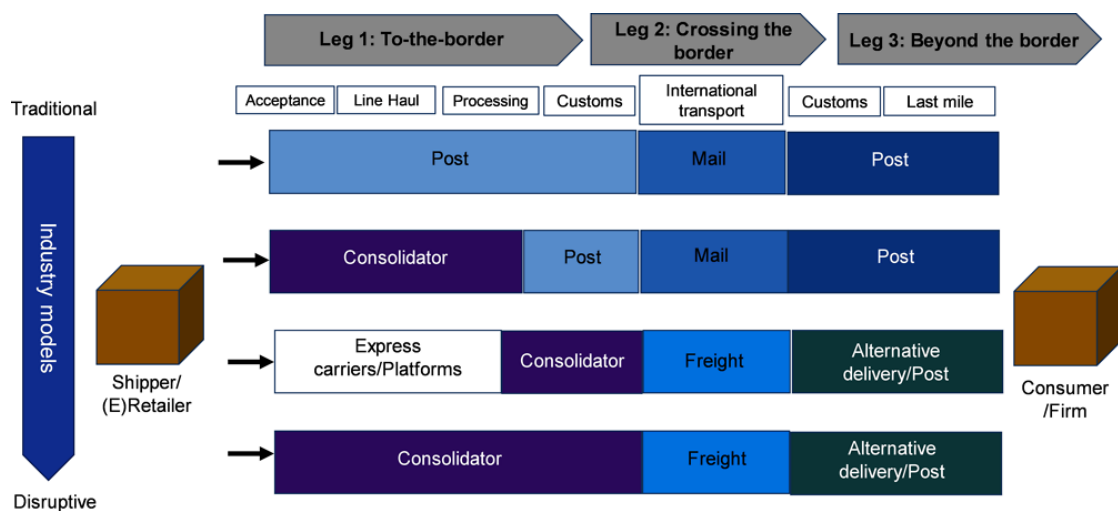 Leg 1: To-the-border
Leg 2: Crossing the
border
Leg 3: Beyond the border
Traditional
Acceptance
Line Haul
Processing
Customs
International
transport
Customs
Last mile
Post
Mail
Post
Industry models
Consolidator
Post
Mail
Post
Shipper/
(E)Retailer
Express
carriers/Platforms
Consolidator
Freight
Alternative
delivery/Post
Consumer
/Firm
Consolidator
Freight
Alternative
delivery/Post
Disruptive